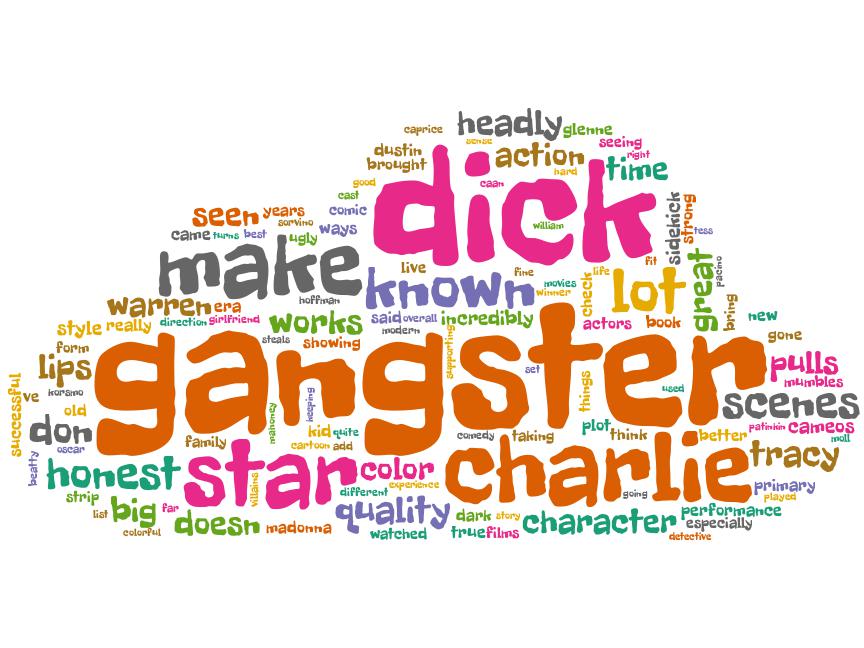 caprice headly glenne
sense
dustin action seeing
brought right
hard time
good caan dick
cast
seen years comic sidekick strong
sorvino
came turns best ugly ways william tess
make live fit great pacino
hoffman known fine movies winner check life lot
warren era bring
style really direction girlfriend works said overall incredibly actors book new
modern
form steals showing supporting gone
lips gangster set pulls
successful mumbles
ve korsmo things used scenes
old mahoney keeping
don kid quite comedy taking plot think better patinkin cameos
oscar family cartoon add moll
beatty honest star color charlie tracy
experience
strip villains different going primary
list big far quality dark story played
colorful doesn madonna watched true films character performance
especially
detective